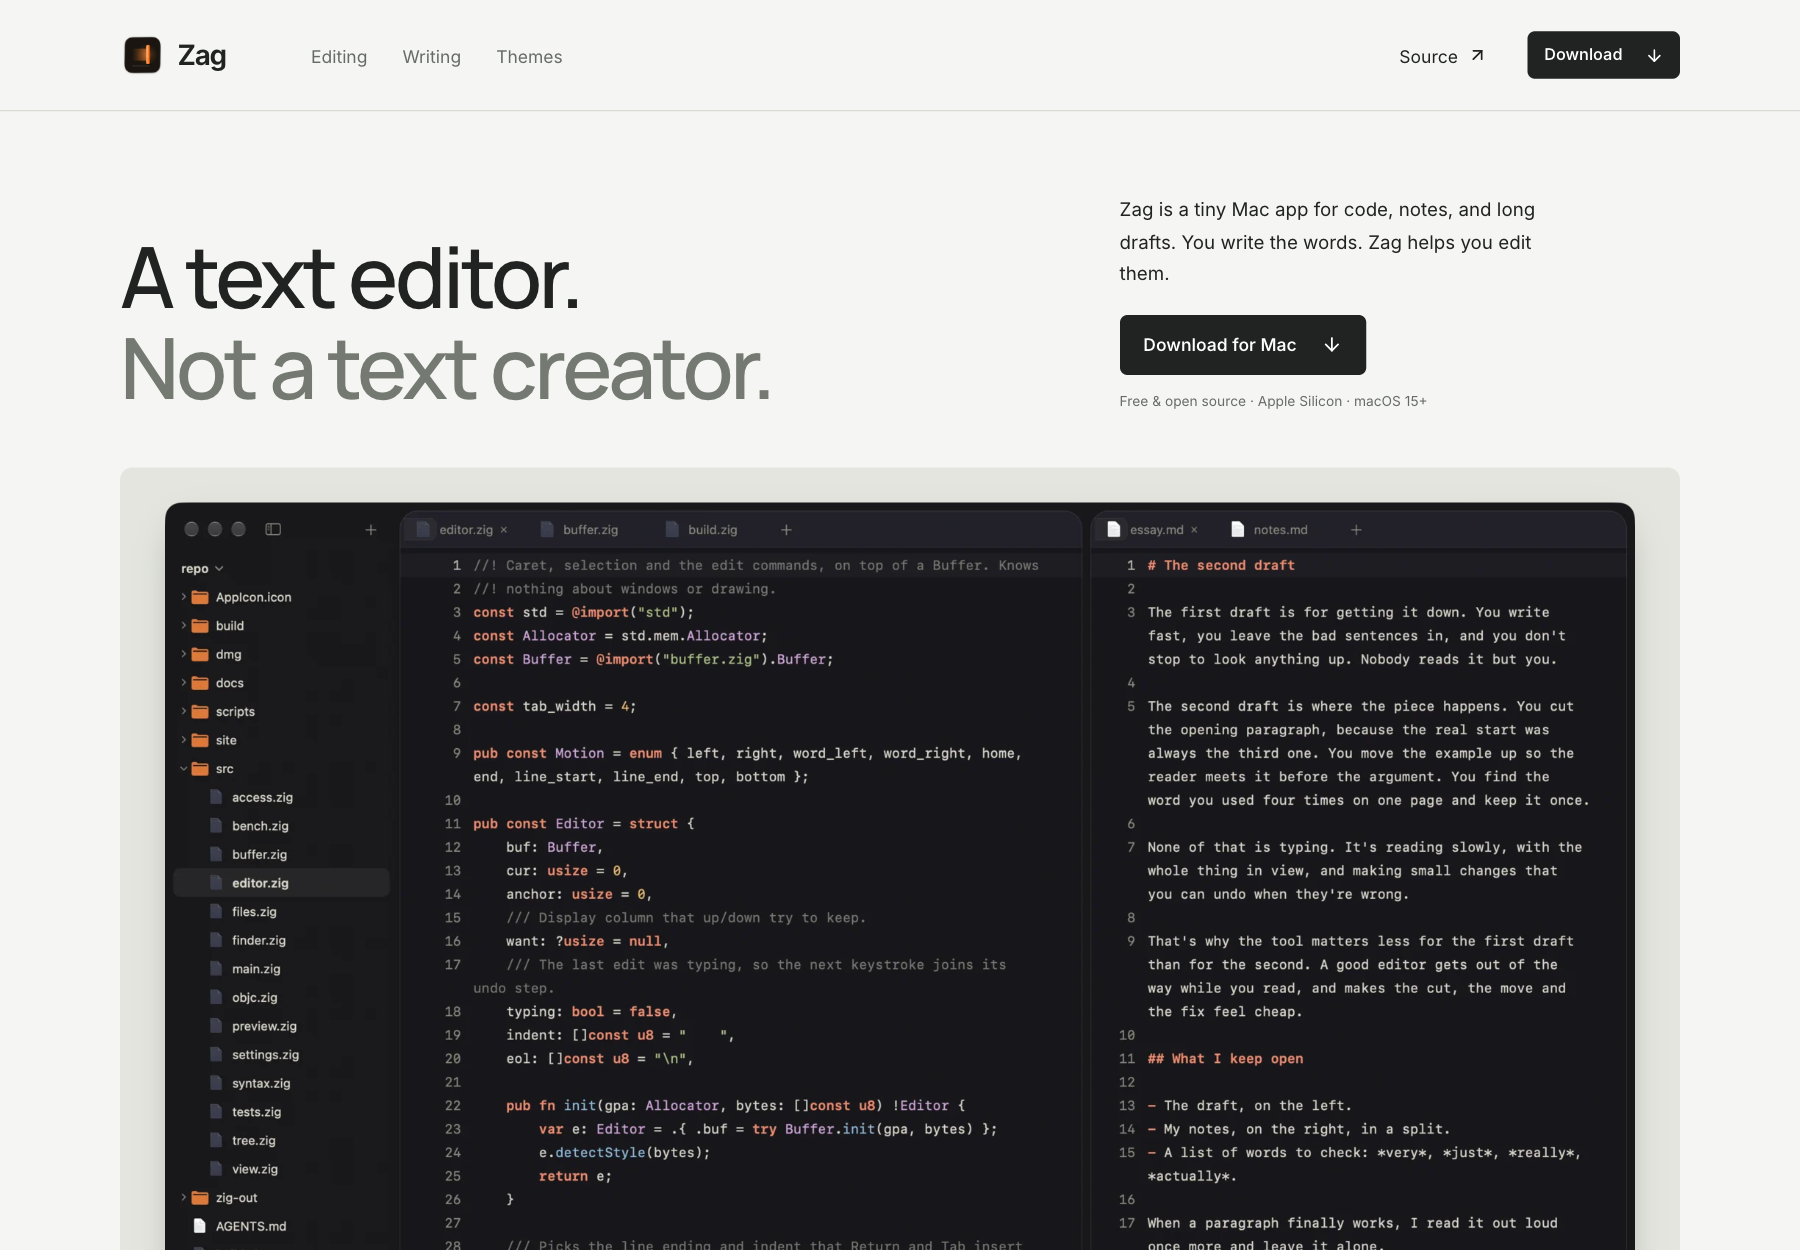 Zag
Editing
Writing
Themes
Source
Download
A text editor.
Not a text creator.
Zag is a tiny Mac app for code, notes, and long
drafts. You write the words. Zag helps you edit
them.
Download for Mac
Free & open source · Apple Silicon · macOS 15+
repo
AppIcon.icon
build
dmg
docs
scripts
site
src
access.zig
bench.zig
buffer.zig
editor.zig
files.zig
finder.zig
main.zig
objc.zig
preview.zig
settings.zig
syntax.zig
tests.zig
tree.zig
view.zig
zig-out
AGENTS.md
editor.zig ×
buffer.zig
build.zig
+
1 //! Caret, selection and the edit commands, on top of a Buffer. Knows
2 //! nothing about windows or drawing.
3 const std = @import("std");
4 const Allocator = std.mem.Allocator;
5 const Buffer = @import("buffer.zig").Buffer;
6
7 const tab_width = 4;
8
9 pub const Motion = enum { left, right, word_left, word_right, home,
end, line_start, line_end, top, bottom };
10
11 pub const Editor = struct {
12     buf: Buffer,
13     cur: usize = 0,
14     anchor: usize = 0,
15     /// Display column that up/down try to keep.
16     want: ?usize = null,
17     /// The last edit was typing, so the next keystroke joins its
undo step.
18     typing: bool = false,
19     indent: []const u8 = "    ",
20     eol: []const u8 = "\n",
21
22     pub fn init(gpa: Allocator, bytes: []const u8) !Editor {
23         var e: Editor = .{ .buf = try Buffer.init(gpa, bytes) };
24         e.detectStyle(bytes);
25         return e;
26     }
27
28     /// Picks the line ending and indent that Return and Tab insert
essay.md ×
notes.md
+
1 # The second draft
2
3 The first draft is for getting it down. You write
fast, you leave the bad sentences in, and you don't
stop to look anything up. Nobody reads it but you.
4
5 The second draft is where the piece happens. You cut
the opening paragraph, because the real start was
always the third one. You move the example up so the
reader meets it before the argument. You find the
word you used four times on one page and keep it once.
6
7 None of that is typing. It's reading slowly, with the
whole thing in view, and making small changes that
you can undo when they're wrong.
8
9 That's why the tool matters less for the first draft
than for the second. A good editor gets out of the
way while you read, and makes the cut, the move and
the fix feel cheap.
10
11 ## What I keep open
12
13 - The draft, on the left.
14 - My notes, on the right, in a split.
15 - A list of words to check: *very*, *just*, *really*,
*actually*.
16
17 When a paragraph finally works, I read it out loud
once more and leave it alone.